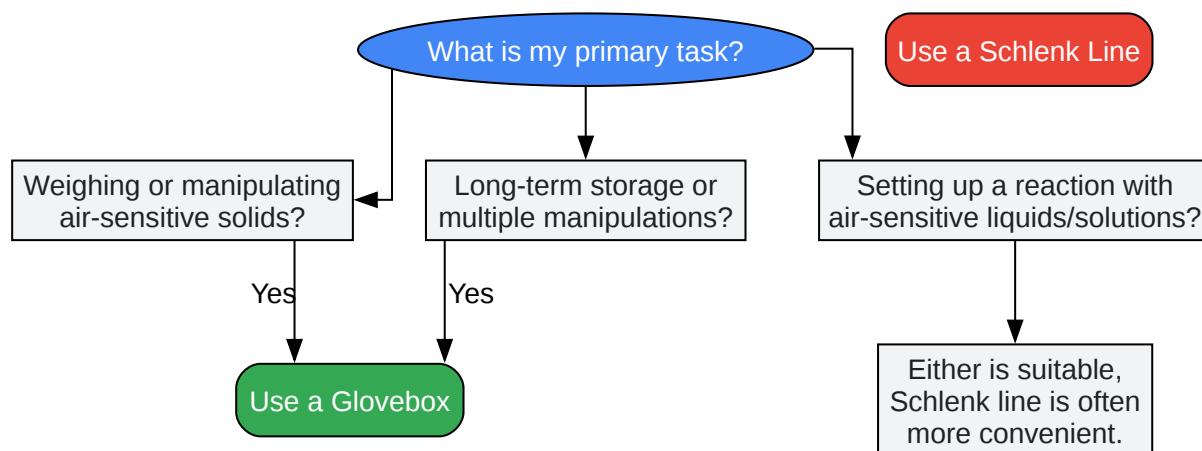 What is my primary task?
Use a Schlenk Line
Weighing or manipulating
air-sensitive solids?
Long-term storage or
multiple manipulations?
Setting up a reaction with
air-sensitive liquids/solutions?
Yes
Yes
Use a Glovebox
Either is suitable,
Schlenk line is often
more convenient.